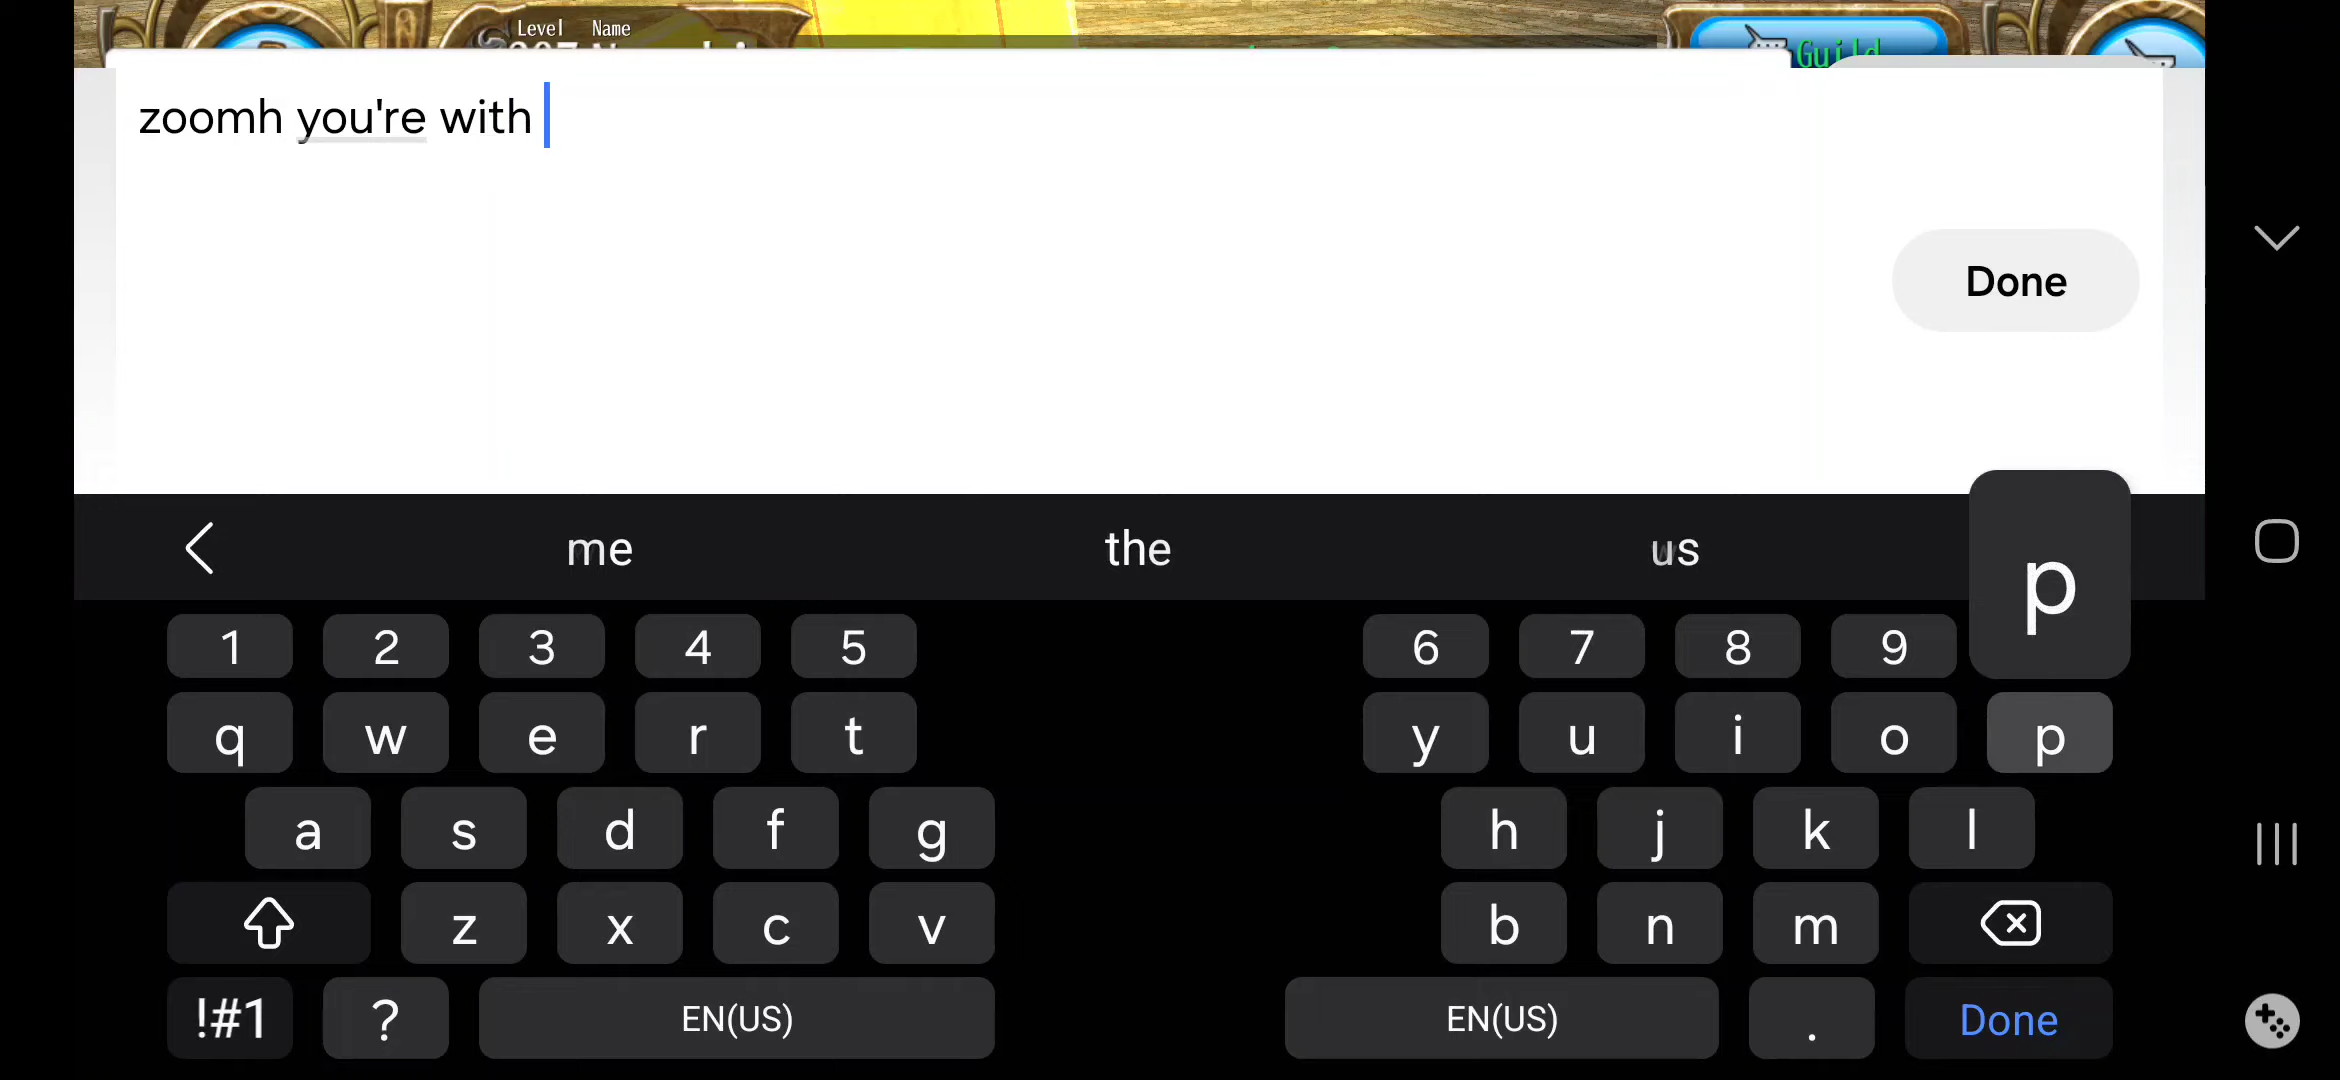 Level Name
Guild
zoomh you're with
Done
me the us
p
1 2 3 4 5 6 7 8 9
q w e r t y u i o p
a s d f g h j k l
z x c v b n m
!#1 ? EN(US) EN(US) . Done